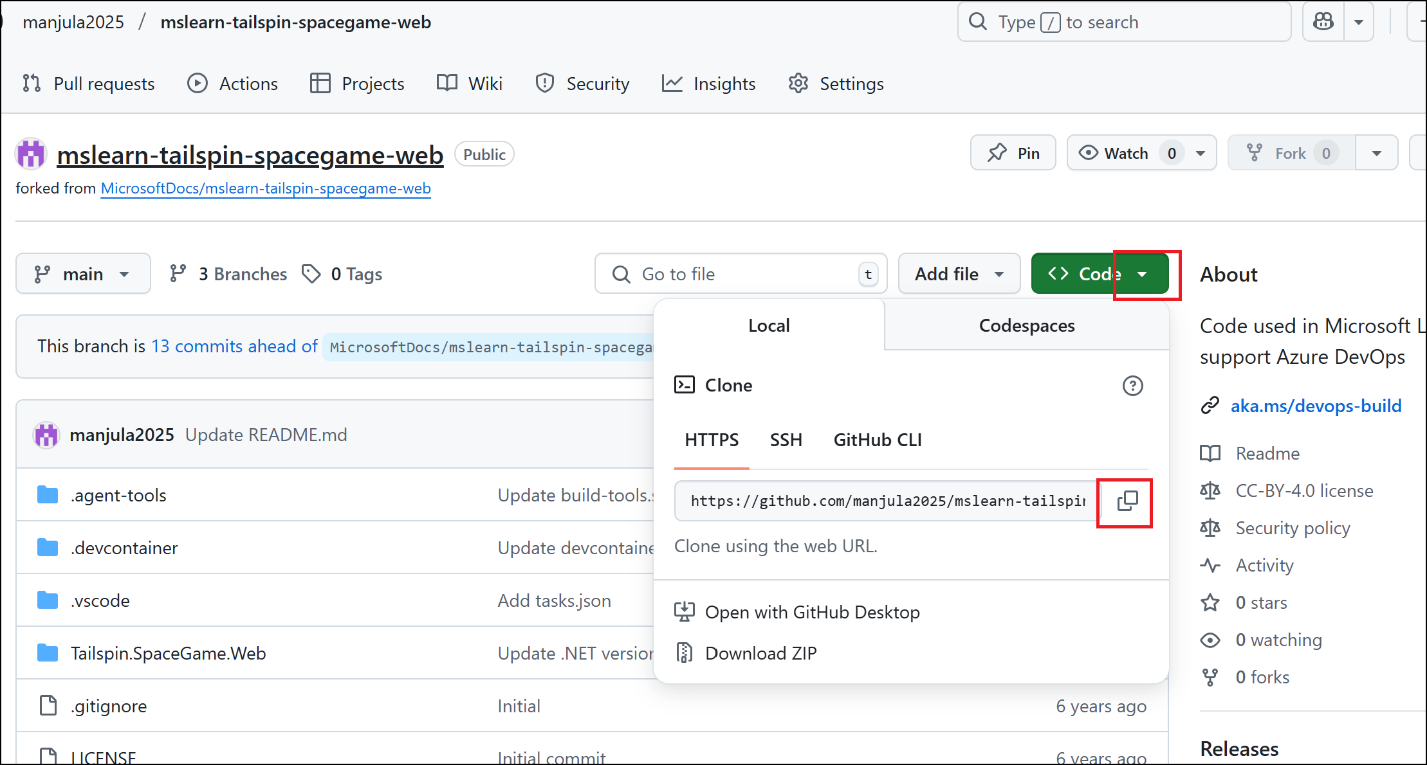 manjula2025 / mslearn-tailspin-spacegame-web
Type / to search
Pull requests Actions Projects Wiki Security Insights Settings
mslearn-tailspin-spacegame-web Public
Pin Watch 0 Fork 0
forked from MicrosoftDocs/mslearn-tailspin-spacegame-web
main 3 Branches 0 Tags
Go to file t Add file <> Code
This branch is 13 commits ahead of MicrosoftDocs/mslearn-tailspin-spacega
manjula2025 Update README.md
.agent-tools Update build-tools.s
.devcontainer Update devcontaine
.vscode Add tasks.json
Tailspin.SpaceGame.Web Update .NET version
.gitignore Initial 6 years ago
LICENSE Initial commit 6 years ago
Local Codespaces
Clone
HTTPS SSH GitHub CLI
https://github.com/manjula2025/mslearn-tailspin
Clone using the web URL.
Open with GitHub Desktop
Download ZIP
About
Code used in Microsoft L
support Azure DevOps
aka.ms/devops-build
Readme
CC-BY-4.0 license
Security policy
Activity
0 stars
0 watching
0 forks
Releases